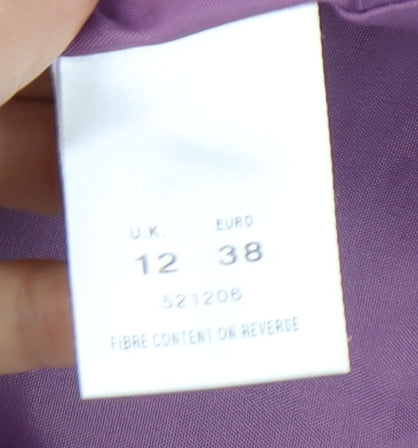 U.K. EURO
12 38
521206
FIBRE CONTENT ON REVERSE